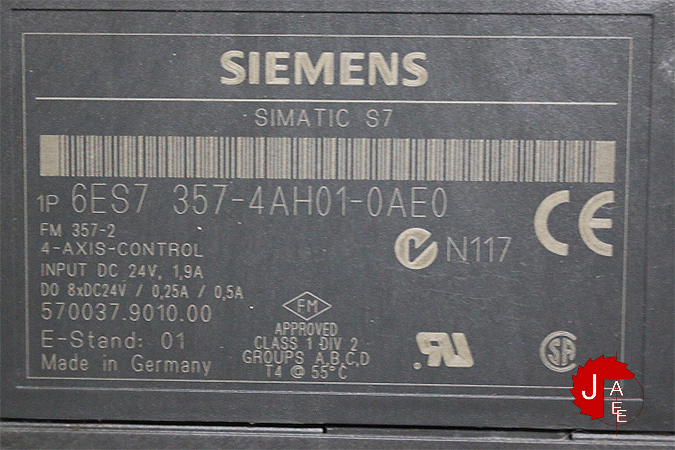 SIEMENS
SIMATIC S7
1P 6ES7 357-4AH01-0AE0
FM 357-2
4-AXIS-CONTROL
INPUT DC 24V, 1,9A
DO 8xDC24V / 0,25A / 0,5A
570037.9010.00
E-Stand: 01
Made in Germany
N117
CE
FM
APPROVED
CLASS 1 DIV 2
GROUPS A,B,C,D
T4 @ 55°C
RU
SA
J A
E
E